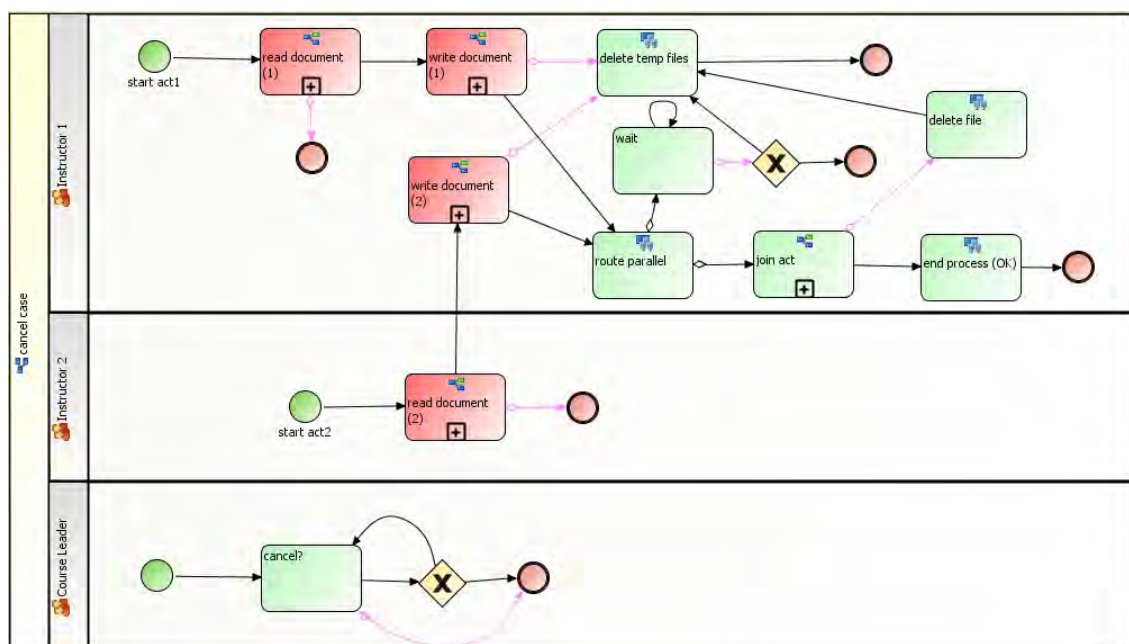 cancel case
Instructor 1
start act1
read document
(1)
write document
(1)
delete temp files
delete file
wait
X
write document
(2)
route parallel
join act
end process (OK)
Instructor 2
start act2
read document
(2)
Course Leader
cancel?
X